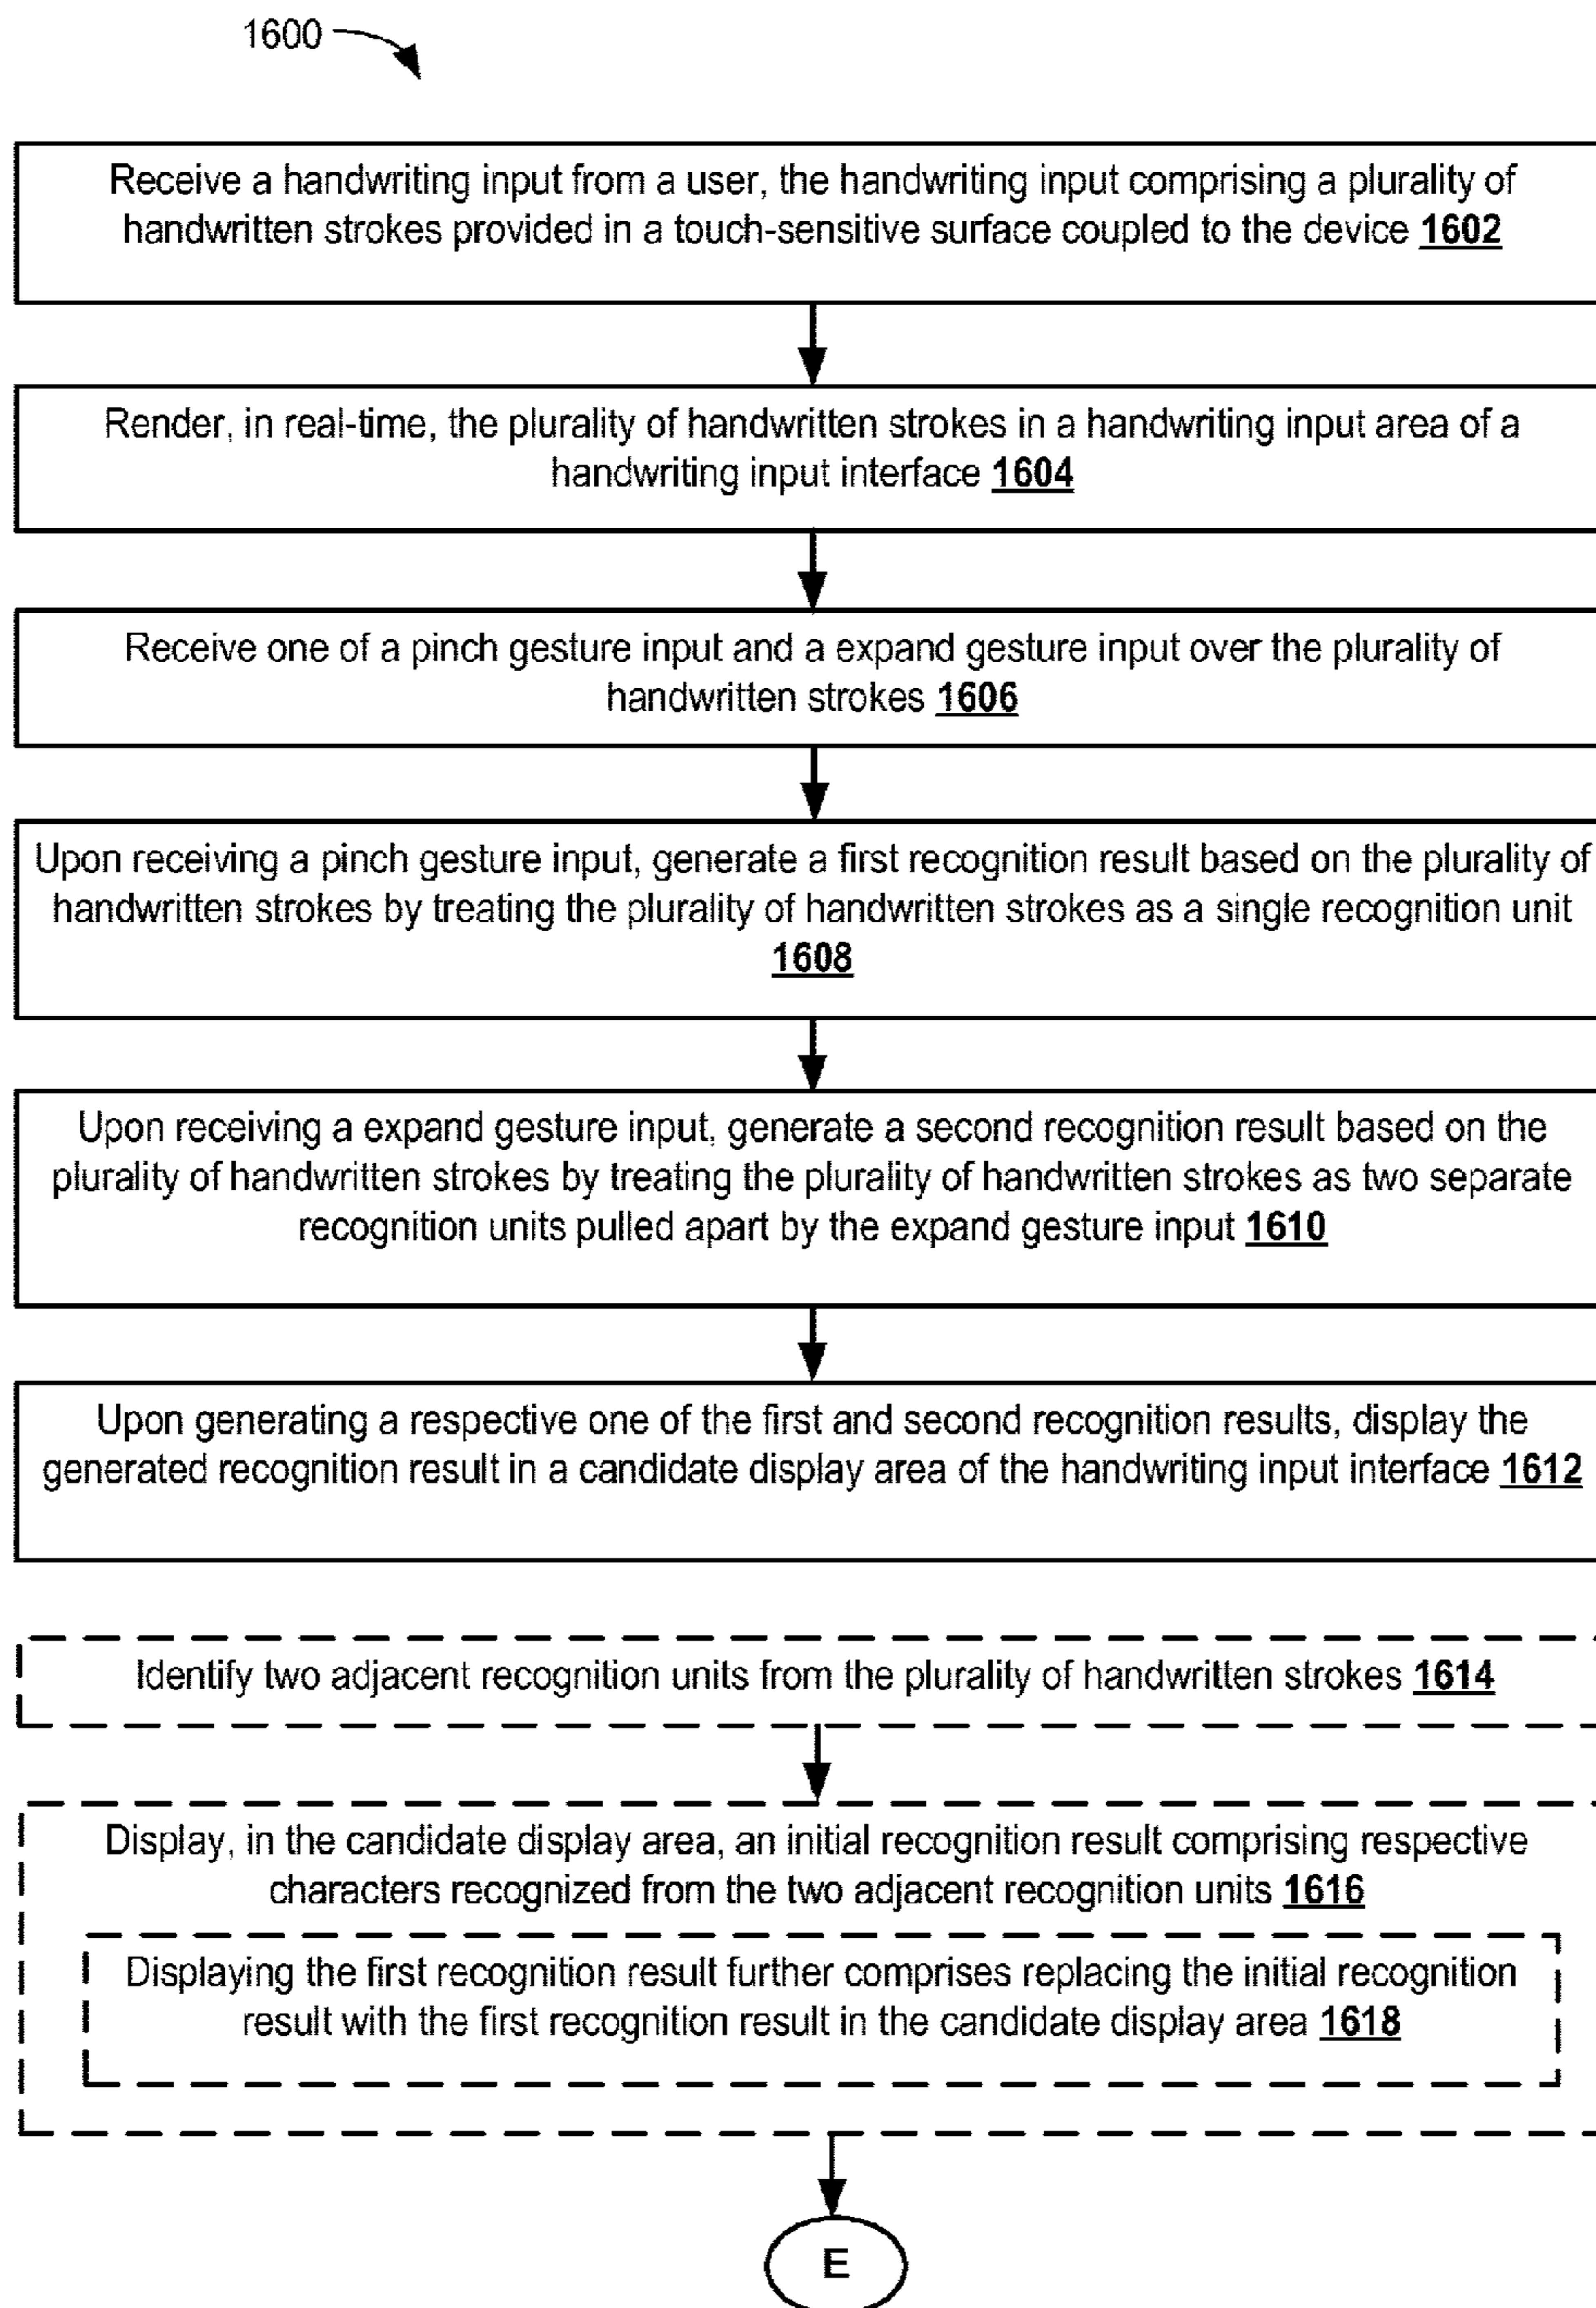 1600
Receive a handwriting input from a user, the handwriting input comprising a plurality of
handwritten strokes provided in a touch-sensitive surface coupled to the device 1602
Render, in real-time, the plurality of handwritten strokes in a handwriting input area of a
handwriting input interface 1604
Receive one of a pinch gesture input and a expand gesture input over the plurality of
handwritten strokes 1606
Upon receiving a pinch gesture input, generate a first recognition result based on the plurality of
handwritten strokes by treating the plurality of handwritten strokes as a single recognition unit
1608
Upon receiving a expand gesture input, generate a second recognition result based on the
plurality of handwritten strokes by treating the plurality of handwritten strokes as two separate
recognition units pulled apart by the expand gesture input 1610
Upon generating a respective one of the first and second recognition results, display the
generated recognition result in a candidate display area of the handwriting input interface 1612
Identify two adjacent recognition units from the plurality of handwritten strokes 1614
Display, in the candidate display area, an initial recognition result comprising respective
characters recognized from the two adjacent recognition units 1616
Displaying the first recognition result further comprises replacing the initial recognition
result with the first recognition result in the candidate display area 1618
E